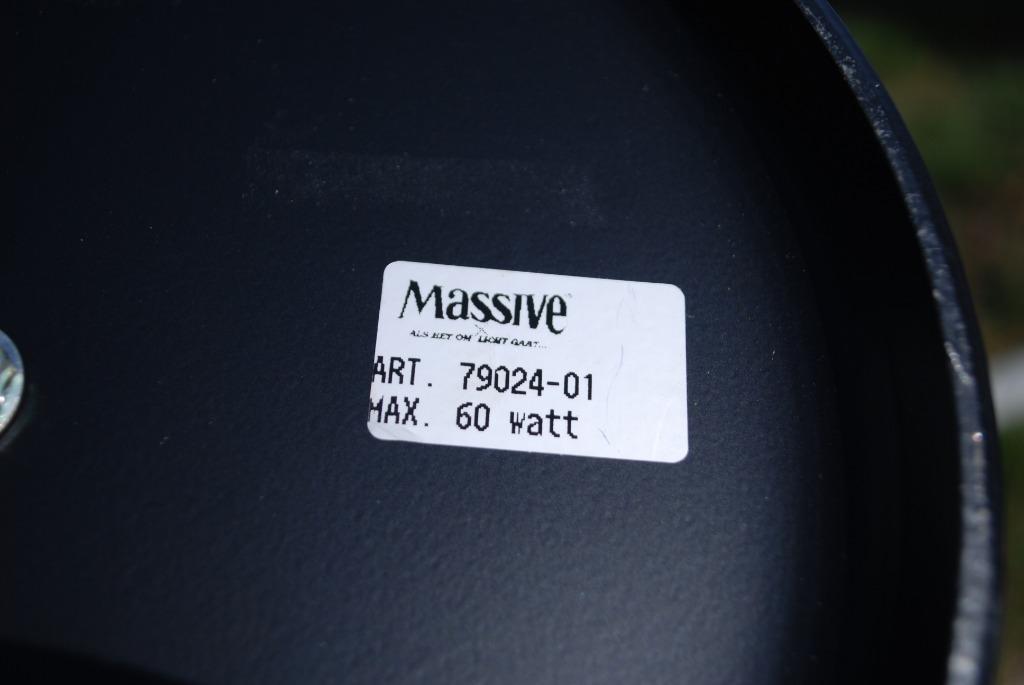 Massive
ALS HET OM LICHT GAAT...
ART. 79024-01
MAX. 60 watt